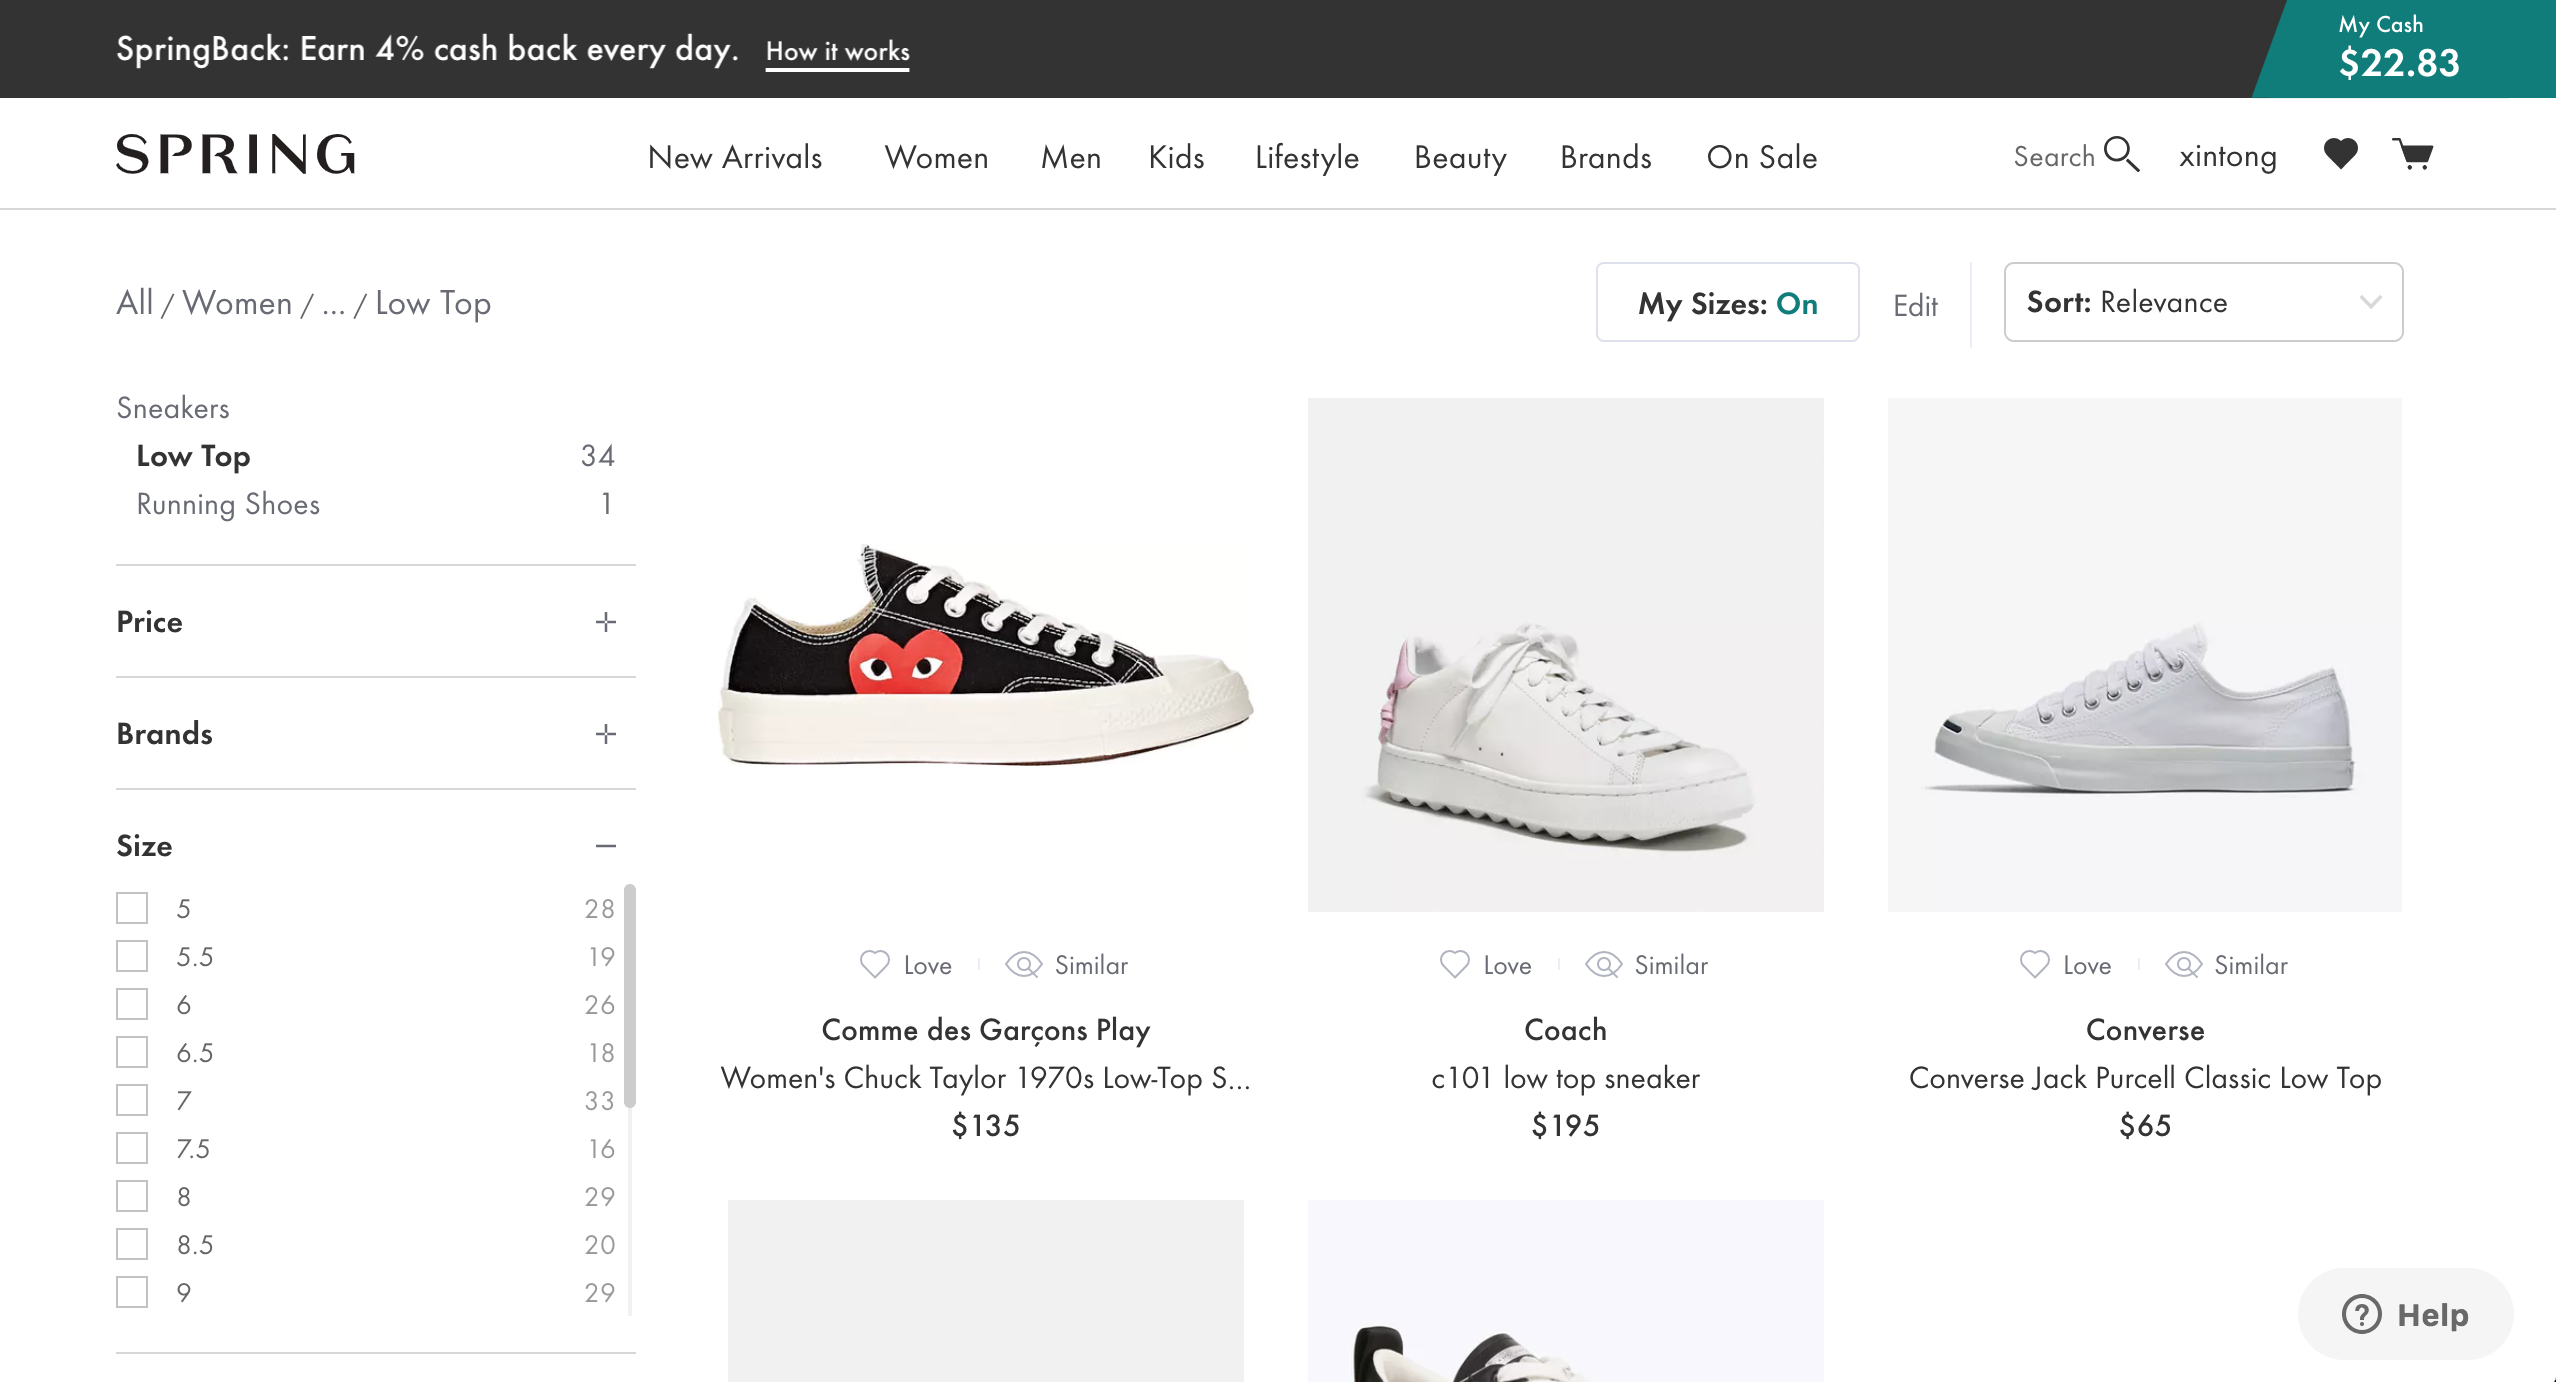 SpringBack: Earn 4% cash back every day. How it works
My Cash
$22.83
SPRING
New Arrivals Women Men Kids Lifestyle Beauty Brands On Sale
Search xintong
All / Women / ... / Low Top
My Sizes: On Edit Sort: Relevance
Sneakers
Low Top 34
Running Shoes 1
Price +
Brands +
Size —
5 28
5.5 19
6 26
6.5 18
7 33
7.5 16
8 29
8.5 20
9 29
Love Similar
Comme des Garçons Play
Women's Chuck Taylor 1970s Low-Top S...
$135
Love Similar
Coach
c101 low top sneaker
$195
Love Similar
Converse
Converse Jack Purcell Classic Low Top
$65
? Help